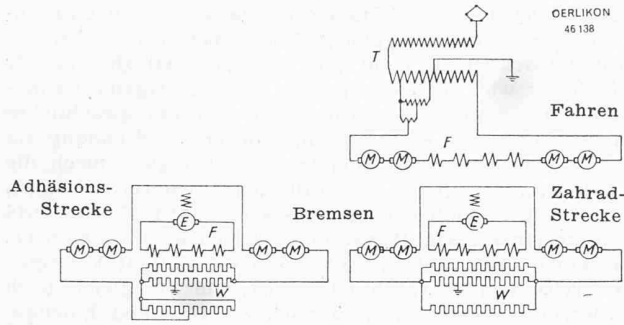 OERLIKON
46 138
T
Fahren
F
M M M M
Adhäsions-
Strecke
E
F
Bremsen
M M M M
W
Zahrad-
Strecke
E
F
M M M M
W